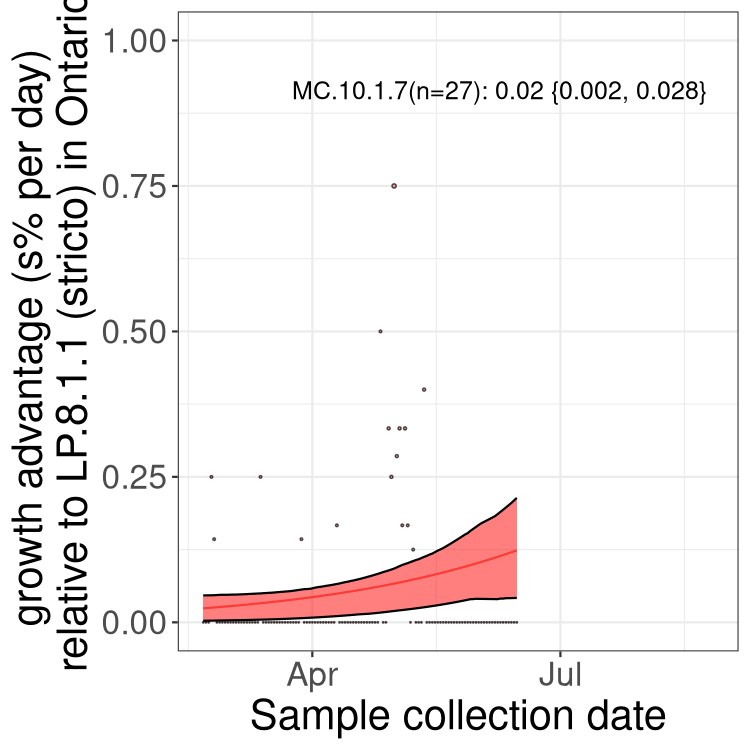 growth advantage (s% per day)
relative to LP.8.1.1 (stricto) in Ontario
1.00
0.75
0.50
0.25
0.00
MC.10.1.7(n=27): 0.02 {0.002, 0.028}
Apr
Jul
Sample collection date